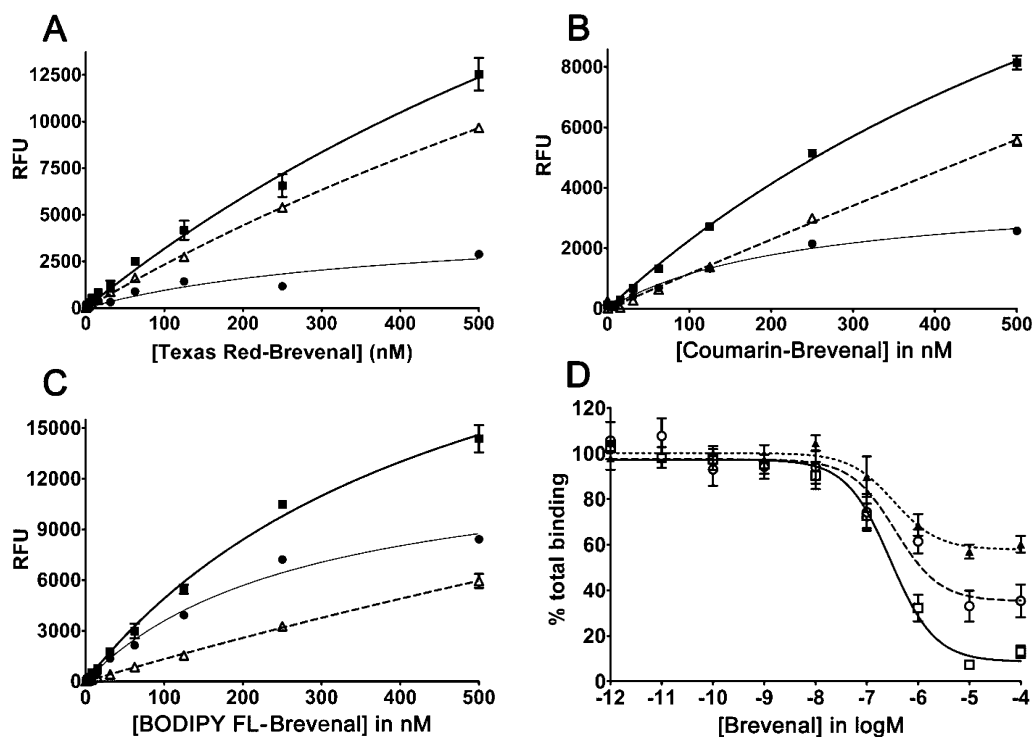 A
RFU
12500
10000
7500
5000
2500
0
0 100 200 300 400 500
[Texas Red-Brevenal] (nM)
B
RFU
8000
6000
4000
2000
0
0 100 200 300 400 500
[Coumarin-Brevenal] in nM
C
RFU
15000
12000
9000
6000
3000
0
0 100 200 300 400 500
[BODIPY FL-Brevenal] in nM
D
% total binding
120
100
80
60
40
20
0
-12 -11 -10 -9 -8 -7 -6 -5 -4
[Brevenal] in logM